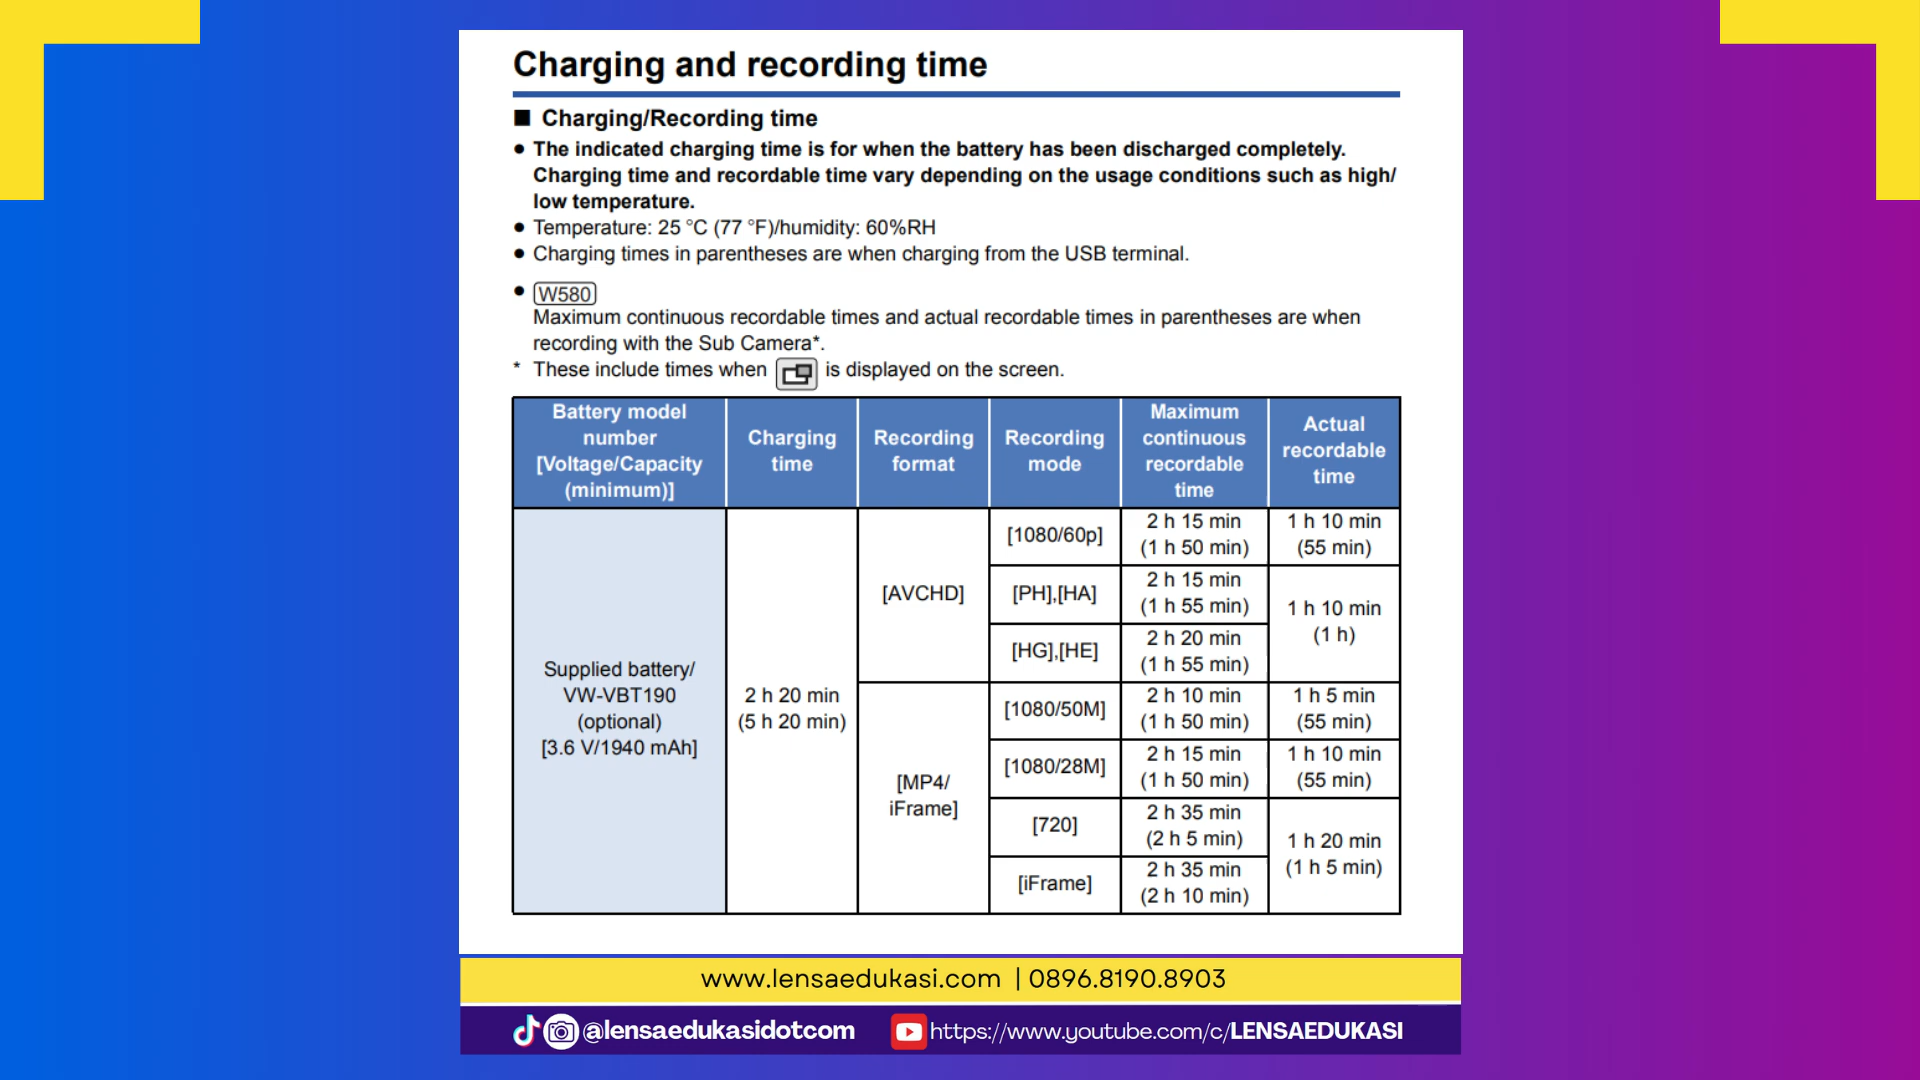 Charging and recording time
■ Charging/Recording time
● The indicated charging time is for when the battery has been discharged completely.
Charging time and recordable time vary depending on the usage conditions such as high/
low temperature.
● Temperature: 25 °C (77 °F)/humidity: 60%RH
● Charging times in parentheses are when charging from the USB terminal.
● W580
Maximum continuous recordable times and actual recordable times in parentheses are when
recording with the Sub Camera*.
* These include times when is displayed on the screen.
Battery model
number
[Voltage/Capacity
(minimum)]
Charging
time
Recording
format
Recording
mode
Maximum
continuous
recordable
time
Actual
recordable
time
Supplied battery/
VW-VBT190
(optional)
[3.6 V/1940 mAh]
2 h 20 min
(5 h 20 min)
[AVCHD]
[1080/60p]
2 h 15 min
(1 h 50 min)
1 h 10 min
(55 min)
[PH],[HA]
2 h 15 min
(1 h 55 min)
1 h 10 min
(1 h)
[HG],[HE]
2 h 20 min
(1 h 55 min)
[MP4/
iFrame]
[1080/50M]
2 h 10 min
(1 h 50 min)
1 h 5 min
(55 min)
[1080/28M]
2 h 15 min
(1 h 50 min)
1 h 10 min
(55 min)
[720]
2 h 35 min
(2 h 5 min)
1 h 20 min
(1 h 5 min)
[iFrame]
2 h 35 min
(2 h 10 min)
www.lensaedukasi.com | 0896.8190.8903
@lensaedukasidotcom
https://www.youtube.com/c/LENSAEDUKASI